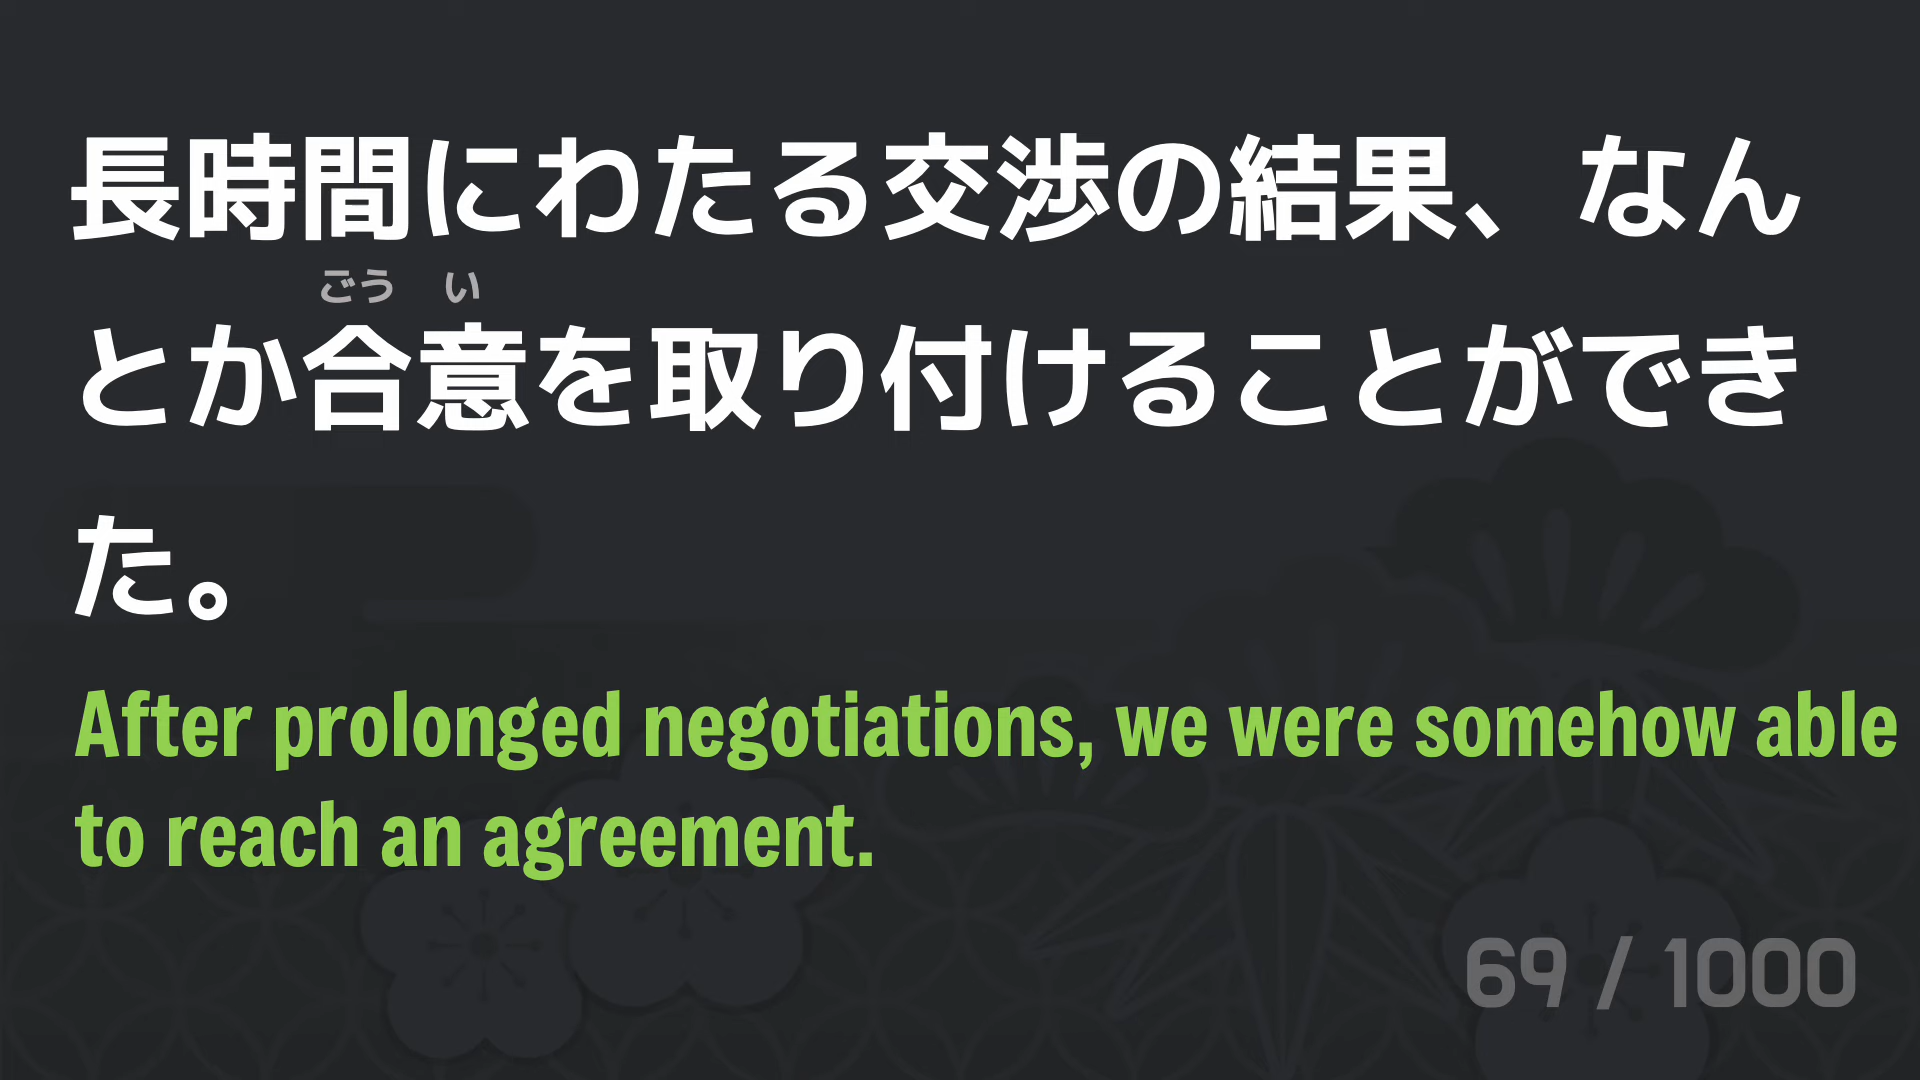 長時間にわたる交渉の結果、なん
ごう い
とか合意を取り付けることができ
た。
After prolonged negotiations, we were somehow able
to reach an agreement.
69 / 1000